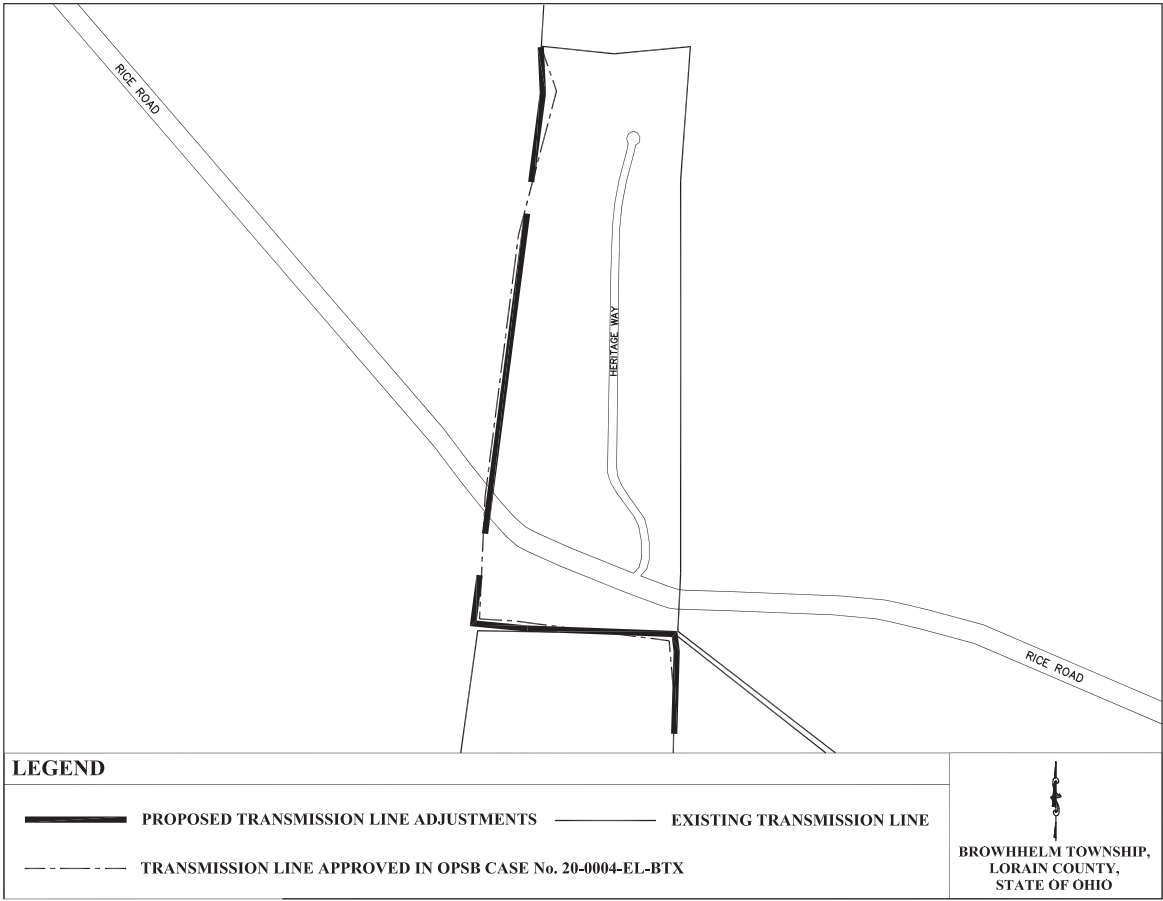 RICE ROAD
HERITAGE WAY
RICE ROAD
LEGEND
PROPOSED TRANSMISSION LINE ADJUSTMENTS
EXISTING TRANSMISSION LINE
TRANSMISSION LINE APPROVED IN OPSB CASE No. 20-0004-EL-BTX
BROWHHELM TOWNSHIP,
LORAIN COUNTY,
STATE OF OHIO